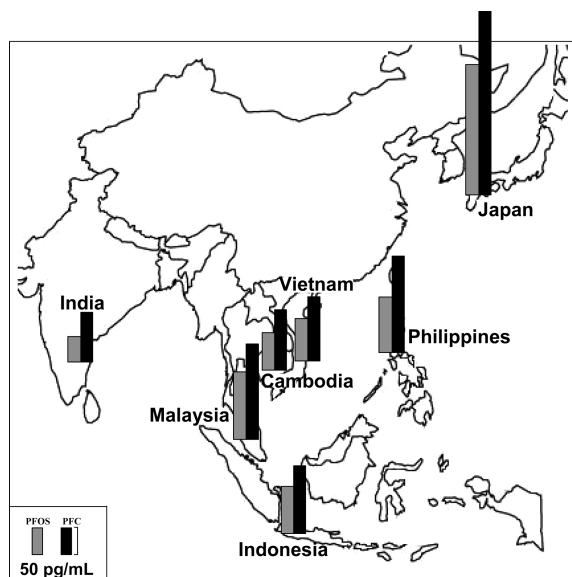 Japan
Vietnam
India
Philippines
Cambodia
Malaysia
PFOS PFC
50 pg/mL
Indonesia